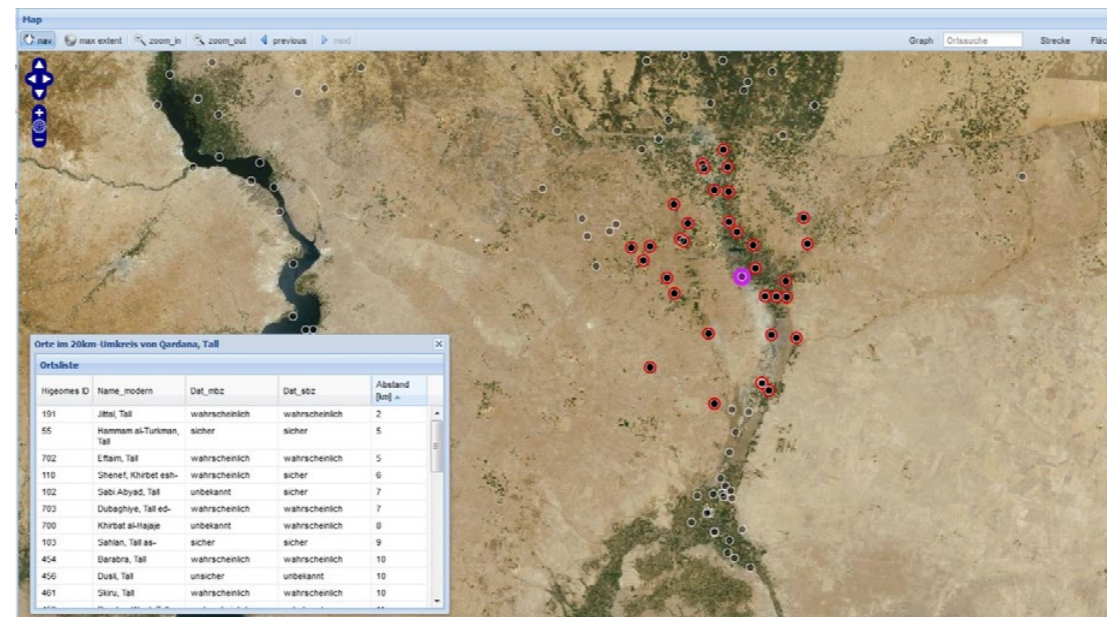 Map
nav max extent zoom_in zoom_out previous next Graph Ortssuche Strecke
Orte im 20km-Umkreis von Qardana, Tall
Ortsliste
Higeomes ID Name_modern Dat_mbz Dat_sbz Abstand [km]
191 Jittal, Tall wahrscheinlich wahrscheinlich 2
55 Hammam al-Turkman, Tall sicher sicher 5
702 Eftaim, Tall wahrscheinlich wahrscheinlich 5
110 Shenef, Khirbet esh- wahrscheinlich sicher 6
102 Sabi Abyad, Tall unbekannt sicher 7
703 Dubaghiye, Tall ed- wahrscheinlich wahrscheinlich 7
700 Khirbat al-Hajaje unbekannt wahrscheinlich 8
103 Sahlan, Tall as- sicher sicher 9
454 Barabra, Tall wahrscheinlich wahrscheinlich 10
456 Dusli, Tall unsicher unbekannt 10
461 Skiru, Tall wahrscheinlich wahrscheinlich 10